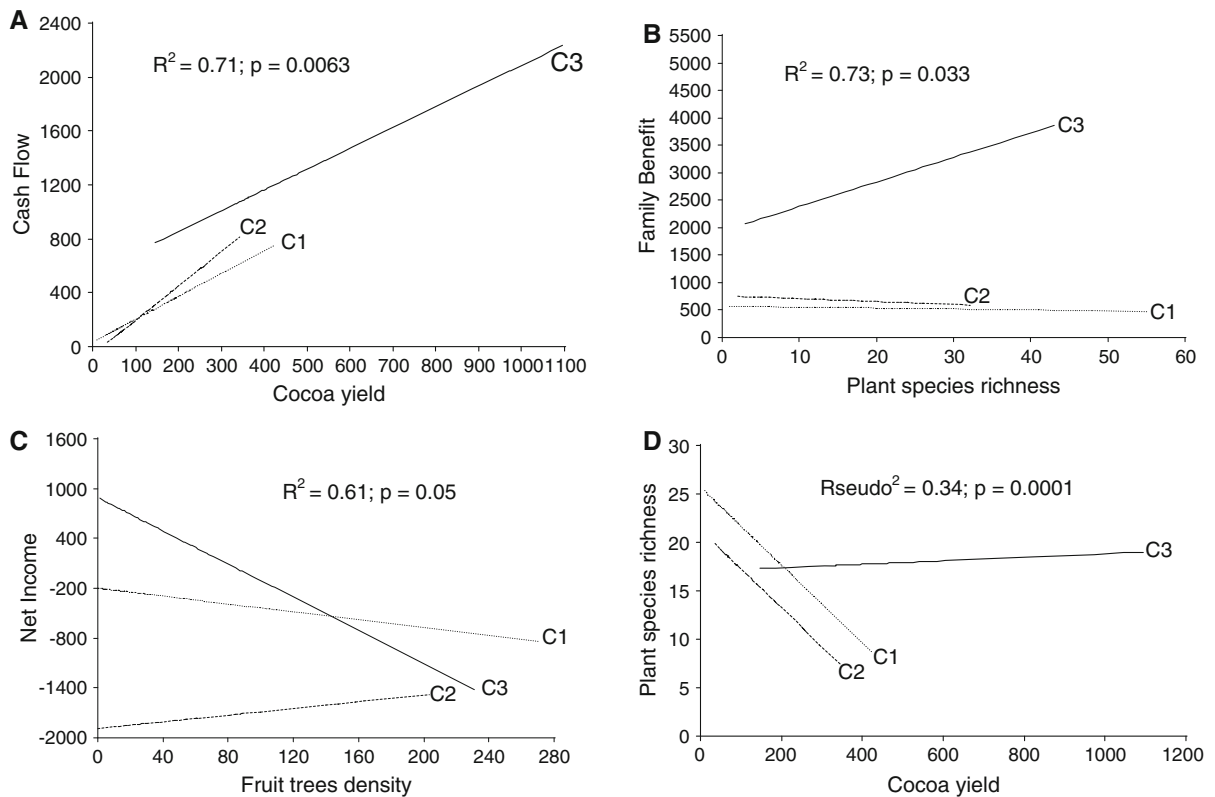 A
R² = 0.71; p = 0.0063
2400
2000
1600
1200
800
400
0
Cash Flow
C3
C2
C1
0 100 200 300 400 500 600 700 800 900 1000 1100
Cocoa yield
B
R² = 0.73; p = 0.033
5500
5000
4500
4000
3500
3000
2500
2000
1500
1000
500
0
Family Benefit
C3
C2
C1
0 10 20 30 40 50 60
Plant species richness
C
R² = 0.61; p = 0.05
1600
1000
400
-200
-800
-1400
-2000
Net Income
C1
C3
C2
0 40 80 120 160 200 240 280
Fruit trees density
D
Rseudo² = 0.34; p = 0.0001
30
25
20
15
10
5
0
Plant species richness
C3
C1
C2
0 200 400 600 800 1000 1200
Cocoa yield